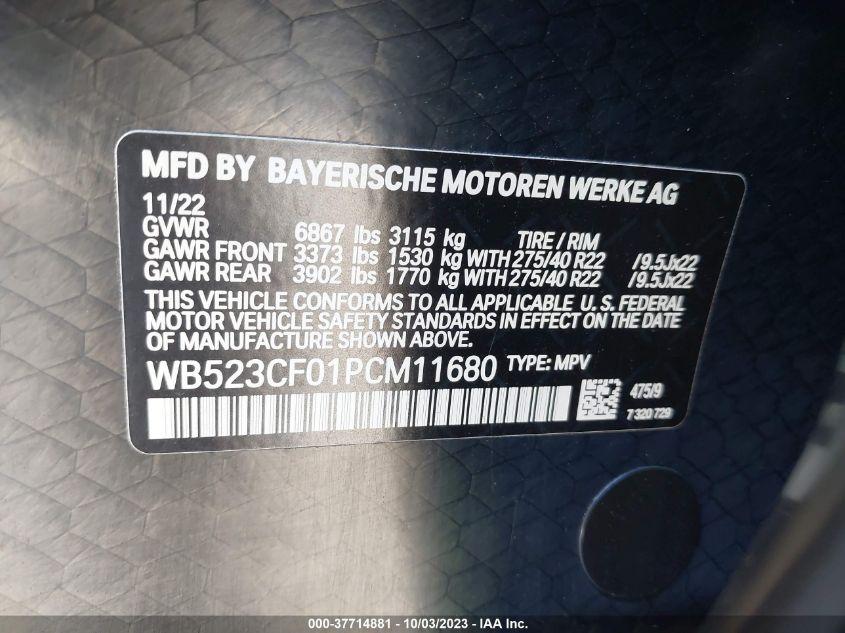 MFD BY BAYERISCHE MOTOREN WERKE AG
11/22
GVWR 6867 lbs 3115 kg TIRE / RIM
GAWR FRONT 3373 lbs 1530 kg WITH 275/40 R22 / 9.5Jx22
GAWR REAR 3902 lbs 1770 kg WITH 275/40 R22 / 9.5Jx22
THIS VEHICLE CONFORMS TO ALL APPLICABLE U. S. FEDERAL
MOTOR VEHICLE SAFETY STANDARDS IN EFFECT ON THE DATE
OF MANUFACTURE SHOWN ABOVE.
WB523CF01PCM11680 TYPE: MPV
475/9
7 320 729
000-37714881 - 10/03/2023 - © IAA Inc.